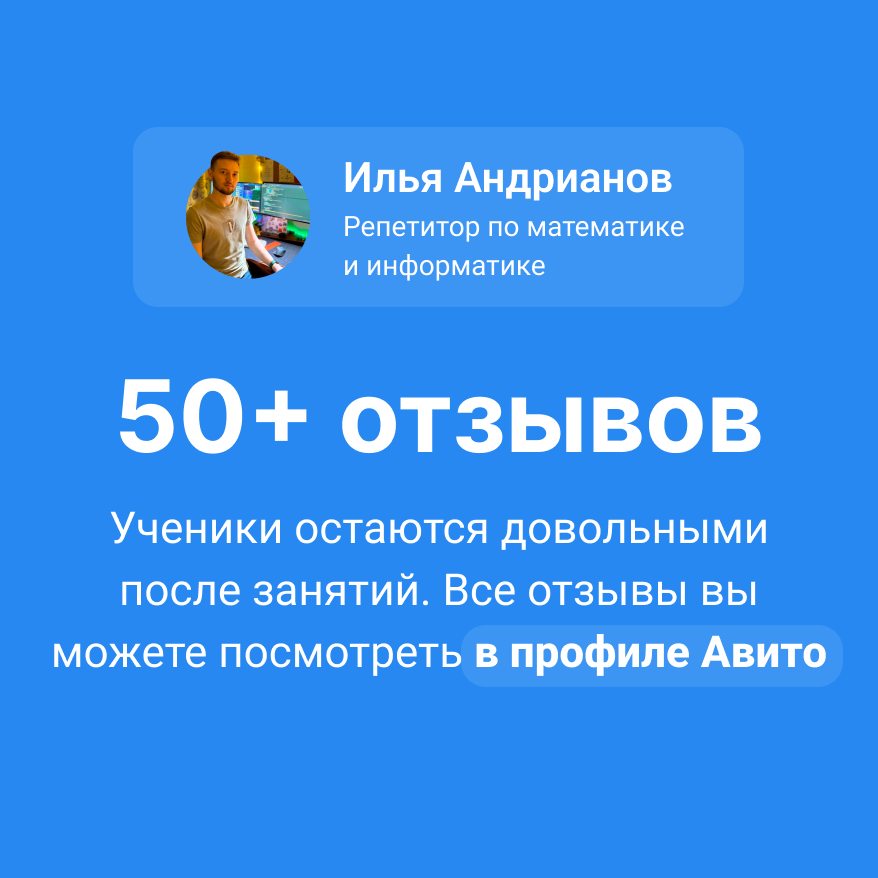 Илья Андрианов
Репетитор по математике
и информатике
50+ отзывов
Ученики остаются довольными
после занятий. Все отзывы вы
можете посмотреть в профиле Авито